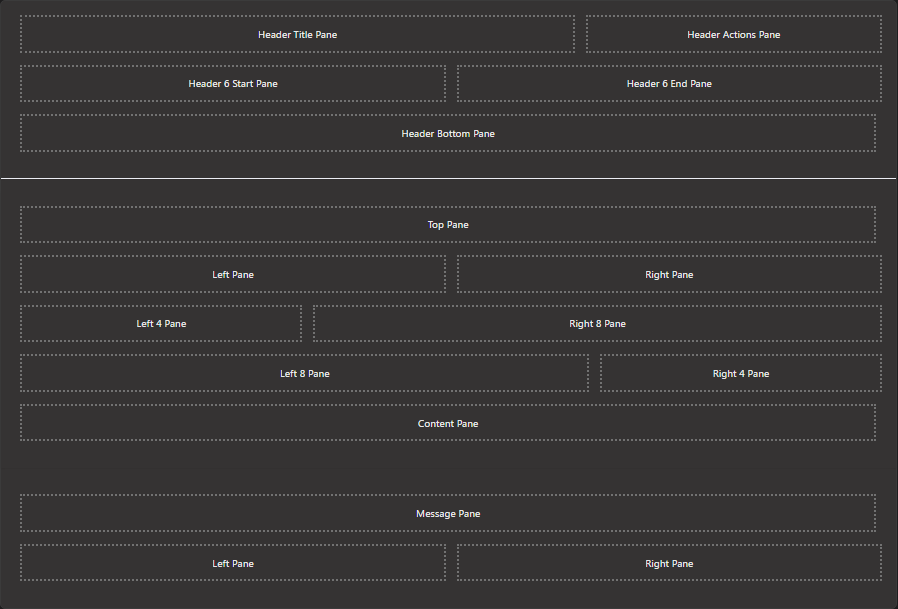 Header Title Pane
Header Actions Pane
Header 6 Start Pane
Header 6 End Pane
Header Bottom Pane
Top Pane
Left Pane
Right Pane
Left 4 Pane
Right 8 Pane
Left 8 Pane
Right 4 Pane
Content Pane
Message Pane
Left Pane
Right Pane